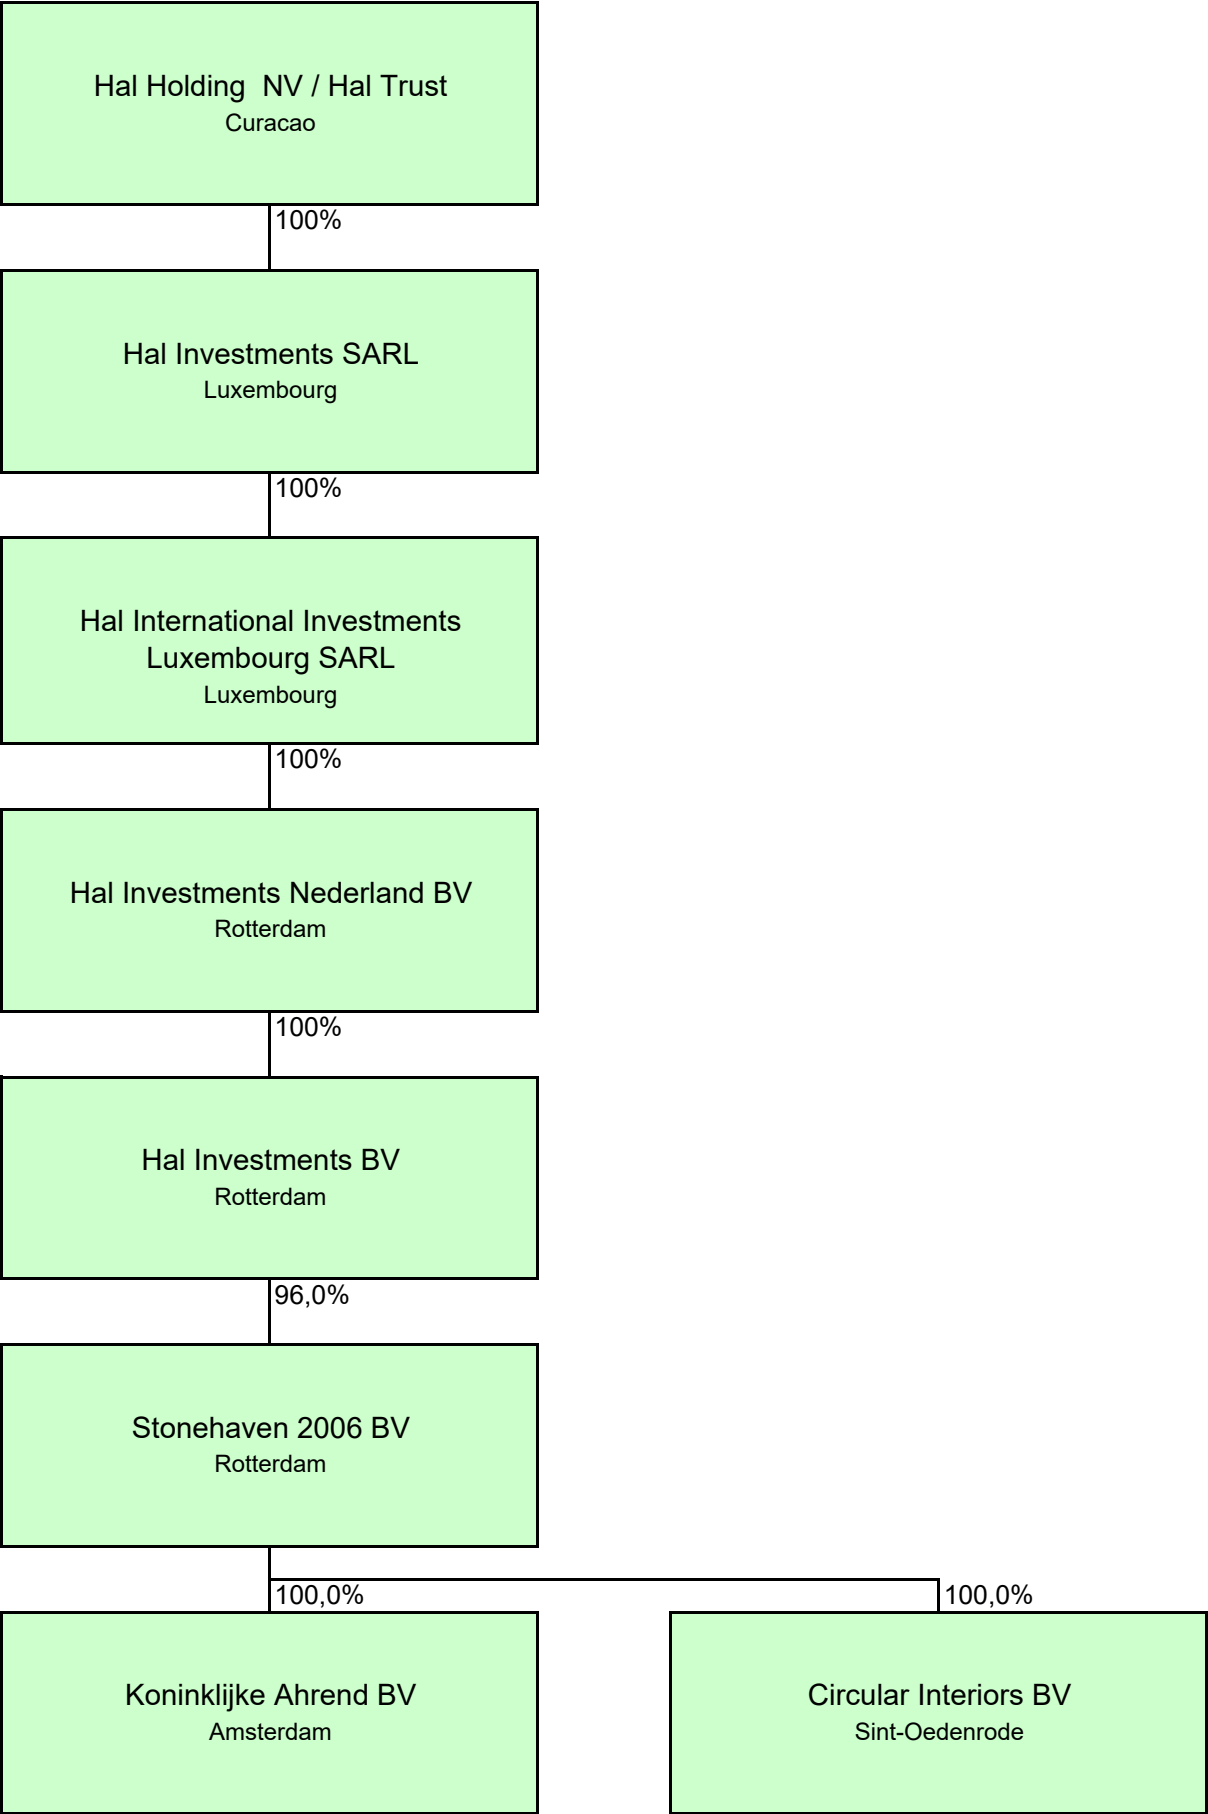 Hal Holding  NV / Hal Trust
Curacao
100%
Hal Investments SARL
Luxembourg
100%
Hal International Investments
Luxembourg SARL
Luxembourg
100%
Hal Investments Nederland BV
Rotterdam
100%
Hal Investments BV
Rotterdam
96,0%
Stonehaven 2006 BV
Rotterdam
100,0%
100,0%
Koninklijke Ahrend BV
Amsterdam
Circular Interiors BV
Sint-Oedenrode